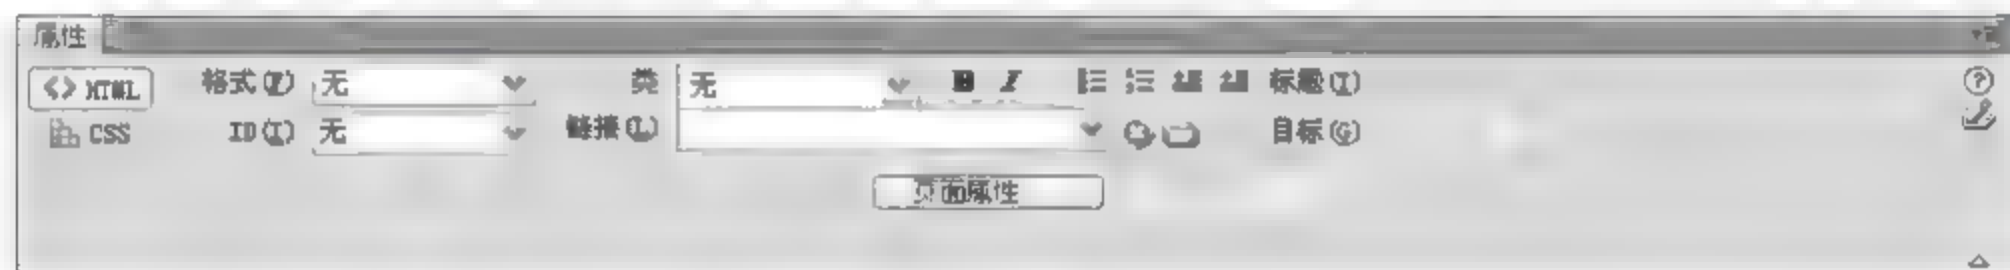 属性
<> HTML 格式(F) 无 类 无 B I 标题(T)
CSS ID(I) 无 链接(L) 目标(G)
页面属性